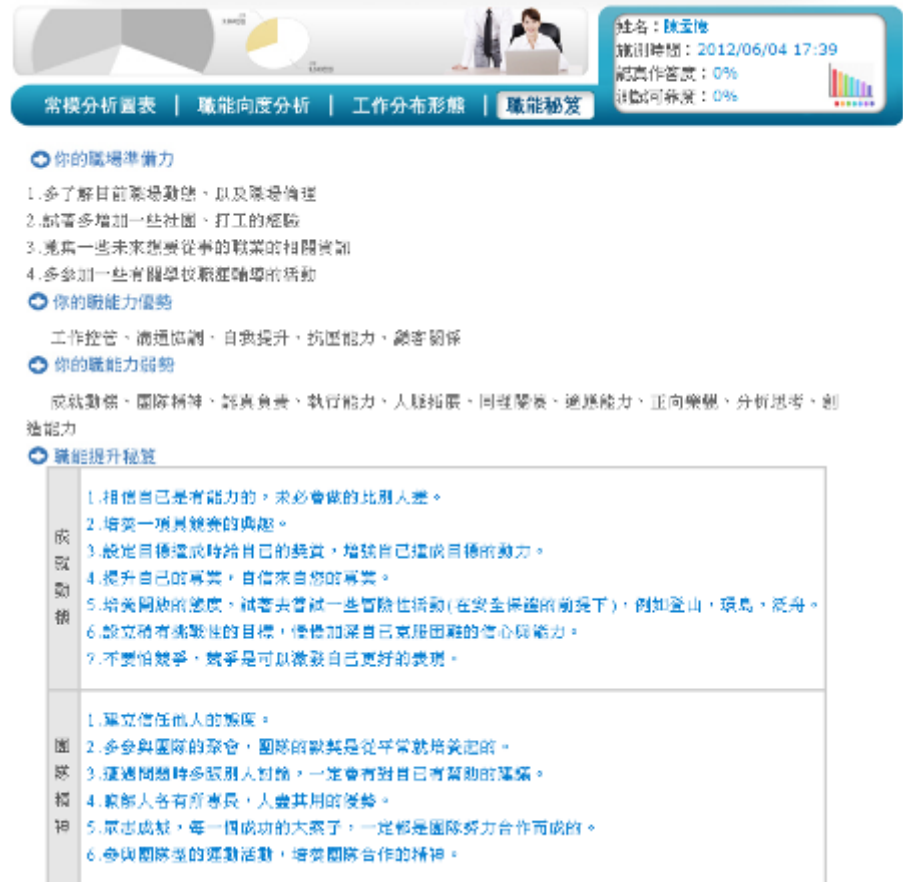 姓名：陳孟德
施測時間：2012/06/04 17:39
認真作答度：0%
測試可靠度：0%
常模分析圖表 | 職能向度分析 | 工作分布形態 | 職能秘笈
你的職場準備力
1.多了解目前職場動態、以及職場倫理
2.試著多增加一些社團、打工的經驗
3.蒐集一些未來想要從事的職業的相關資訊
4.多參加一些有關學校職涯輔導的活動
你的職能力優勢
工作控管、溝通協調、自我提升、抗壓能力、顧客關係
你的職能力弱勢
成就動機、團隊精神、認真負責、執行能力、人脈拓展、同理關懷、適應能力、正向樂觀、分析思考、創
造能力
職能提升秘笈
成就動機
1.相信自己是有能力的，未必會做的比別人差。
2.培養一項具競賽的興趣。
3.設定目標達成時給自己的獎賞，增強自己達成目標的動力。
4.提升自己的專業，自信來自您的專業。
5.培養開放的態度，試著去嘗試一些冒險性活動(在安全保證的前提下)，例如登山，環島，泛舟。
6.設立稍有挑戰性的目標，慢慢加深自己克服困難的信心與能力。
7.不要怕競爭，競爭是可以激發自己更好的表現。
團隊精神
1.建立信任他人的態度。
2.多參與團隊的聚會，團隊的默契是從平常就培養起的。
3.遭遇問題時多跟別人討論，一定會有對自己有幫助的建議。
4.瞭解人各有所專長，人盡其用的優勢。
5.眾志成城，每一個成功的大案子，一定都是團隊努力合作而成的。
6.參與團隊型的運動活動，培養團隊合作的精神。